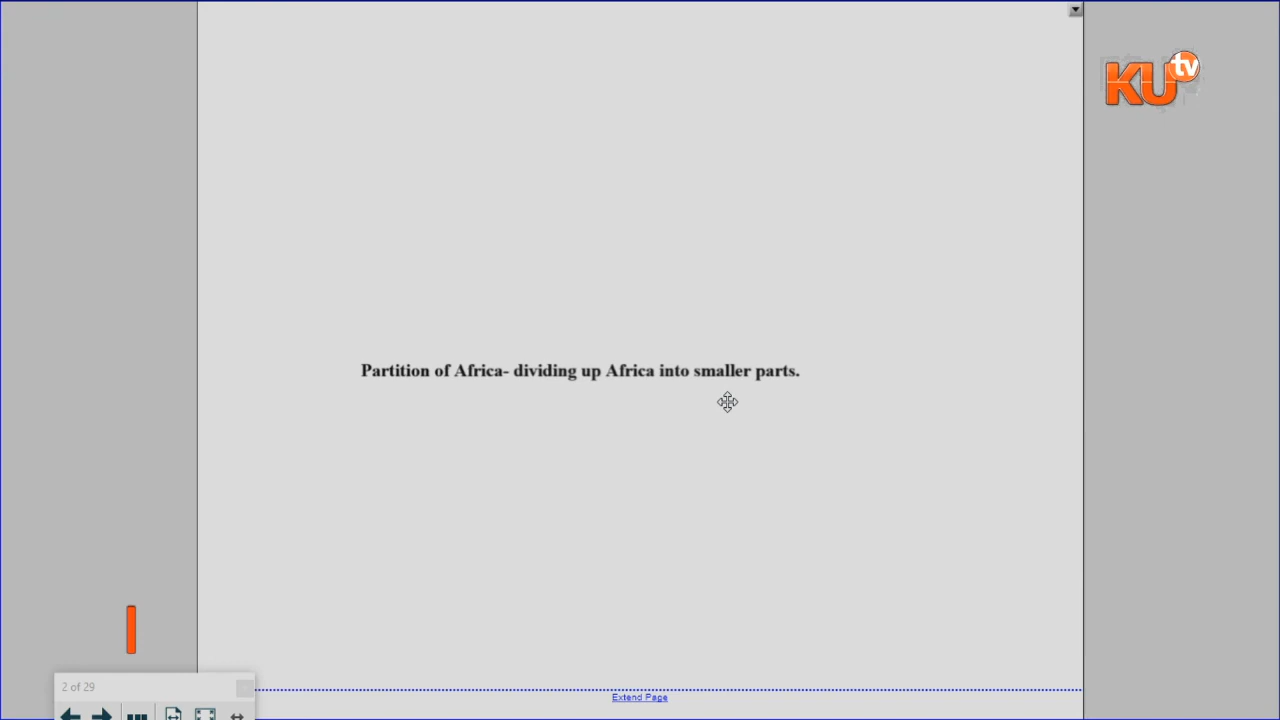 KU tv
Partition of Africa- dividing up Africa into smaller parts.
2 of 29
Extend Page